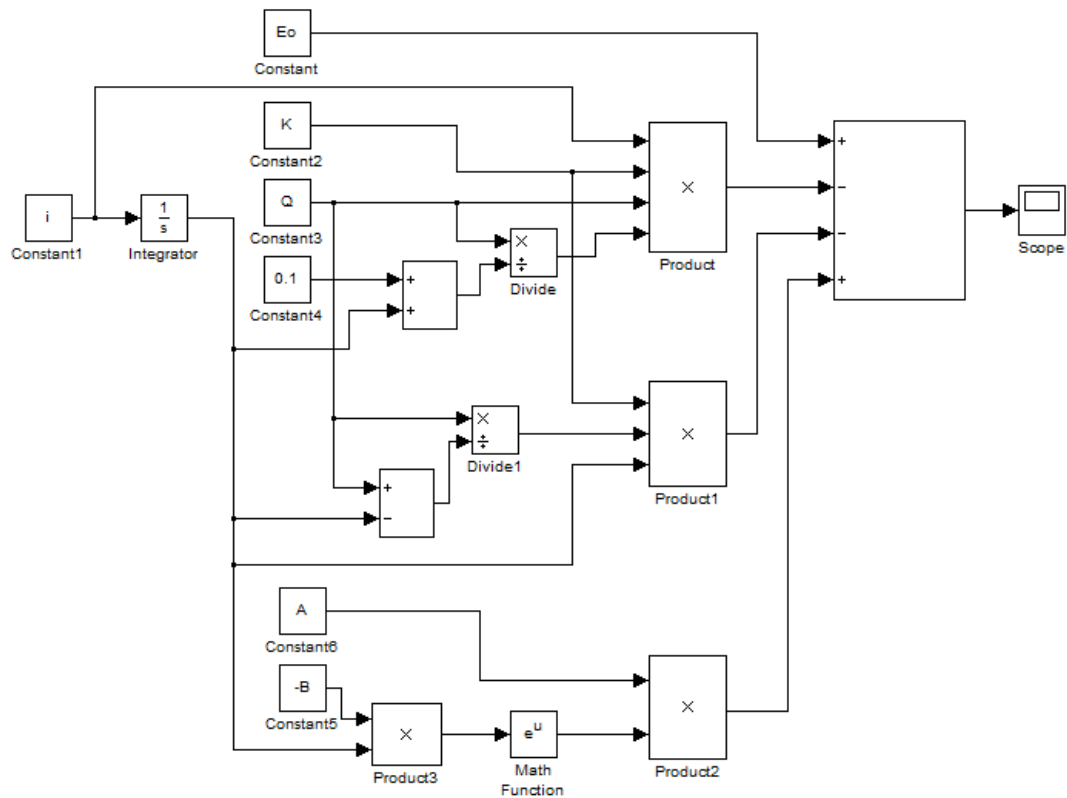 Eo
Constant
K
Constant2
Q
Constant3
i
Constant1
1
s
Integrator
0.1
Constant4
×
÷
Divide
×
Product
+
−
−
+
Scope
+
+
×
÷
Divide1
+
−
×
Product1
A
Constant6
-B
Constant5
×
Product3
e^u
Math
Function
×
Product2